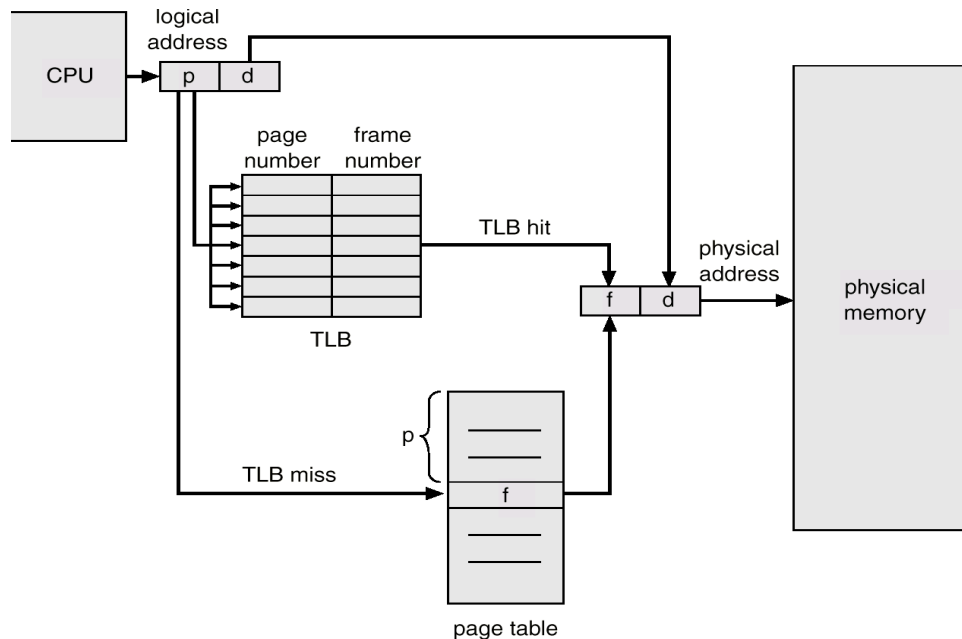 logical
address
CPU
p
d
page
number
frame
number
TLB hit
physical
address
f
d
physical
memory
TLB
p
TLB miss
f
page table